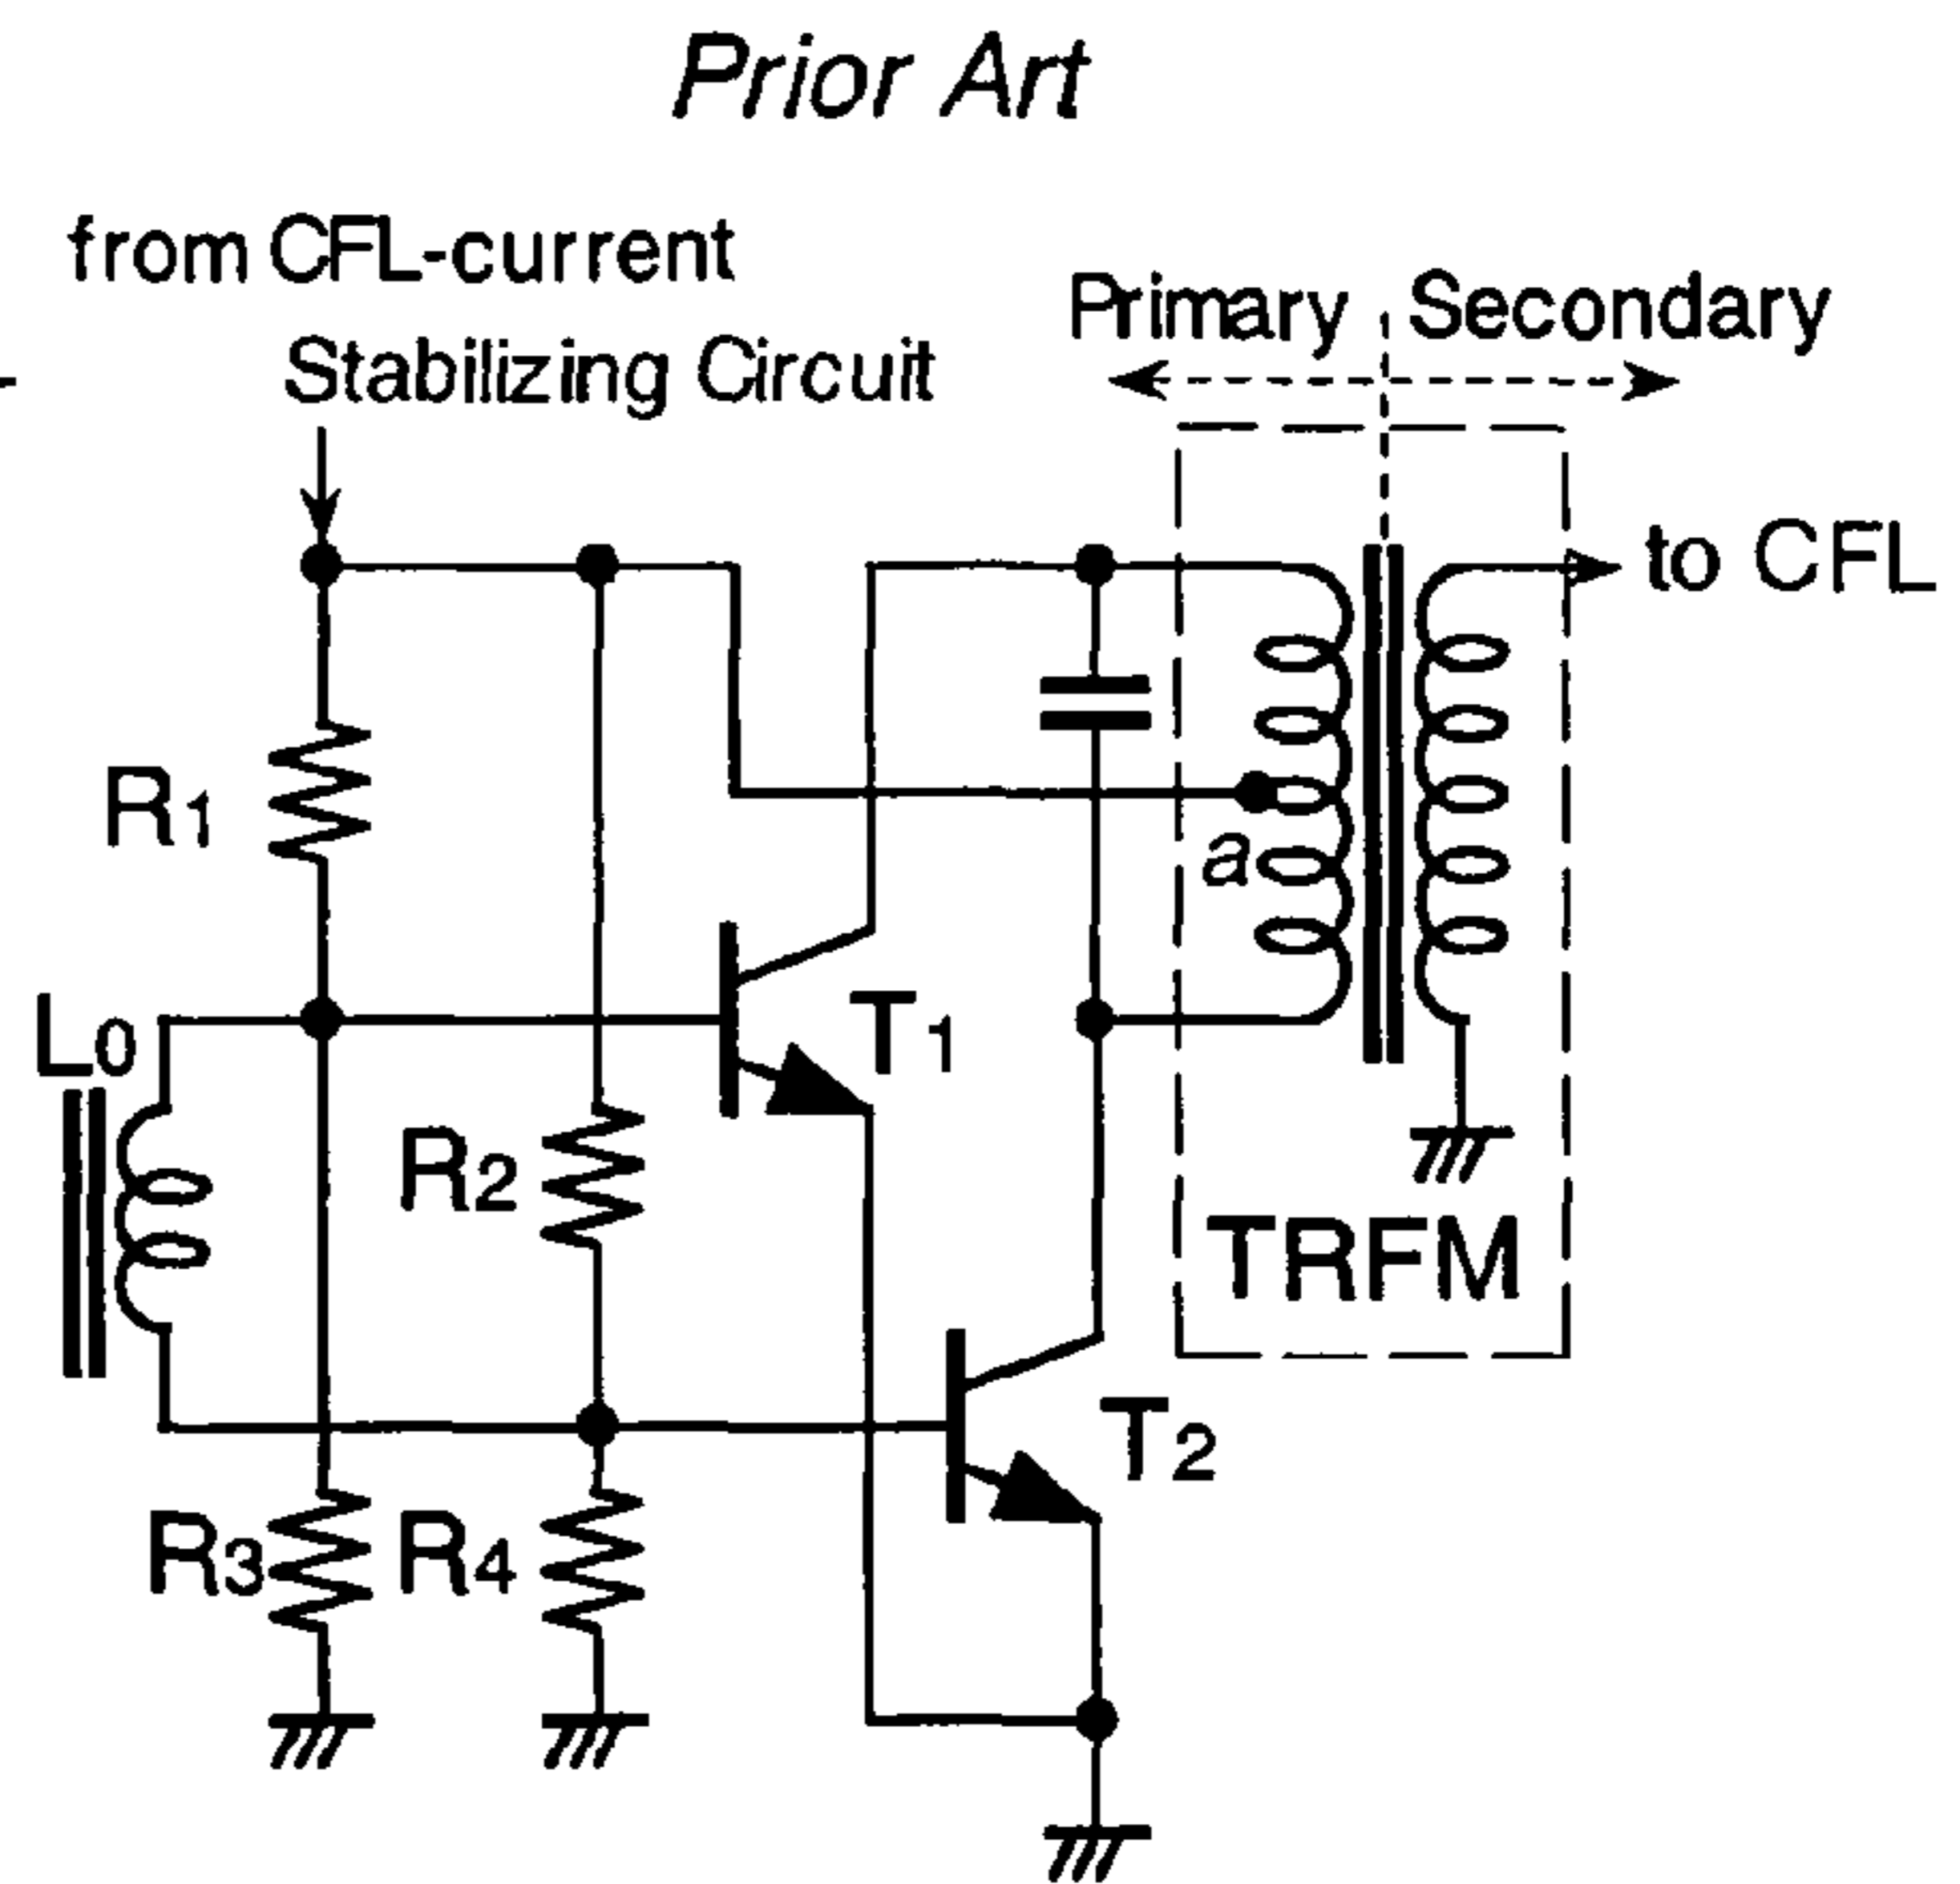 Prior Art
from CFL-current
Stabilizing Circuit
Primary Secondary
to CFL
R1
a
L0
T1
R2
TRFM
T2
R3
R4